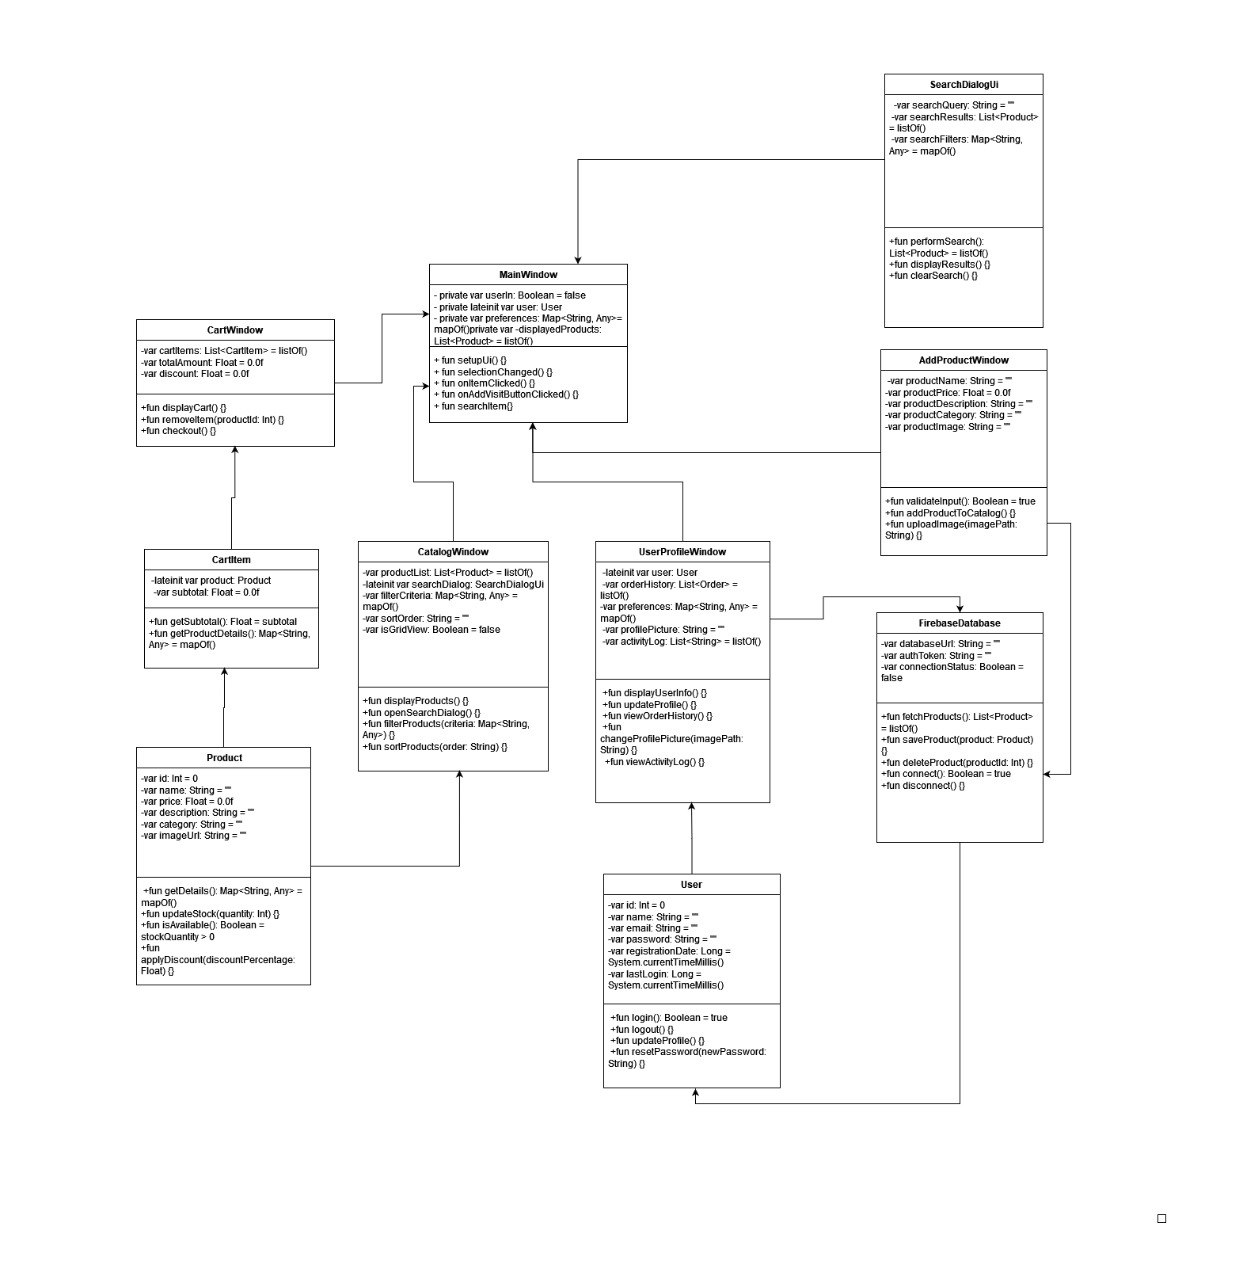 SearchDialogUi
-var searchQuery: String = ""
-var searchResults: List<Product>
= listOf()
-var searchFilters: Map<String,
Any> = mapOf()
+fun performSearch():
List<Product> = listOf()
+fun displayResults() {}
+fun clearSearch() {}
MainWindow
- private var userIn: Boolean = false
- private lateinit var user: User
- private var preferences: Map<String, Any>=
mapOf()private var -displayedProducts:
List<Product> = listOf()
+ fun setupUi() {}
+ fun selectionChanged() {}
+ fun onItemClicked() {}
+ fun onAddVisitButtonClicked() {}
+ fun searchItem{}
CartWindow
-var cartItems: List<CartItem> = listOf()
-var totalAmount: Float = 0.0f
-var discount: Float = 0.0f
+fun displayCart() {}
+fun removeItem(productId: Int) {}
+fun checkout() {}
AddProductWindow
-var productName: String = ""
-var productPrice: Float = 0.0f
-var productDescription: String = ""
-var productCategory: String = ""
-var productImage: String = ""
+fun validateInput(): Boolean = true
+fun addProductToCatalog() {}
+fun uploadImage(imagePath:
String) {}
CartItem
-lateinit var product: Product
-var subtotal: Float = 0.0f
+fun getSubtotal(): Float = subtotal
+fun getProductDetails(): Map<String,
Any> = mapOf()
CatalogWindow
-var productList: List<Product> = listOf()
-lateinit var searchDialog: SearchDialogUi
-var filterCriteria: Map<String, Any> =
mapOf()
-var sortOrder: String = ""
-var isGridView: Boolean = false
+fun displayProducts() {}
+fun openSearchDialog() {}
+fun filterProducts(criteria: Map<String,
Any>) {}
+fun sortProducts(order: String) {}
UserProfileWindow
-lateinit var user: User
-var orderHistory: List<Order> =
listOf()
-var preferences: Map<String, Any> =
mapOf()
-var profilePicture: String = ""
-var activityLog: List<String> = listOf()
+fun displayUserInfo() {}
+fun updateProfile() {}
+fun viewOrderHistory() {}
+fun
changeProfilePicture(imagePath:
String) {}
+fun viewActivityLog() {}
FirebaseDatabase
-var databaseUrl: String = ""
-var authToken: String = ""
-var connectionStatus: Boolean =
false
+fun fetchProducts(): List<Product>
= listOf()
+fun saveProduct(product: Product)
{}
+fun deleteProduct(productId: Int) {}
+fun connect(): Boolean = true
+fun disconnect() {}
Product
-var id: Int = 0
-var name: String = ""
-var price: Float = 0.0f
-var description: String = ""
-var category: String = ""
-var imageUrl: String = ""
+fun getDetails(): Map<String, Any> =
mapOf()
+fun updateStock(quantity: Int) {}
+fun isAvailable(): Boolean =
stockQuantity > 0
+fun
applyDiscount(discountPercentage:
Float) {}
User
-var id: Int = 0
-var name: String = ""
-var email: String = ""
-var password: String = ""
-var registrationDate: Long =
System.currentTimeMillis()
-var lastLogin: Long =
System.currentTimeMillis()
+fun login(): Boolean = true
+fun logout() {}
+fun updateProfile() {}
+fun resetPassword(newPassword:
String) {}